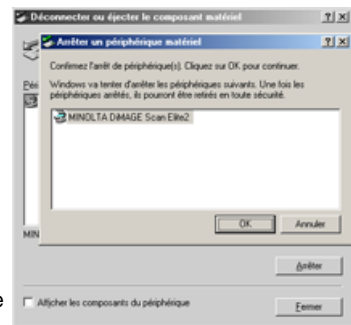 Déconnecter ou éjecter le composant matériel
Arrêter un périphérique matériel
Confirmez l'arrêt de périphérique(s). Cliquez sur OK pour continuer.
Pér
Windows va tenter d'arrêter les périphériques suivants. Une fois les
périphériques arrêtés, ils pourront être retirés en toute sécurité.
MINOLTA DiMAGE Scan Elite2
OK
Annuler
MIN
Arrêter
e
Afficher les composants du périphérique
Fermer